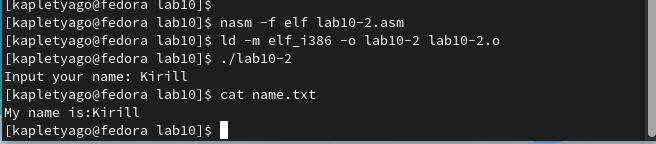 [kapletyago@fedora lab10]$
[kapletyago@fedora lab10]$ nasm -f elf lab10-2.asm
[kapletyago@fedora lab10]$ ld -m elf_i386 -o lab10-2 lab10-2.o
[kapletyago@fedora lab10]$ ./lab10-2
Input your name: Kirill
[kapletyago@fedora lab10]$ cat name.txt
My name is:Kirill
[kapletyago@fedora lab10]$